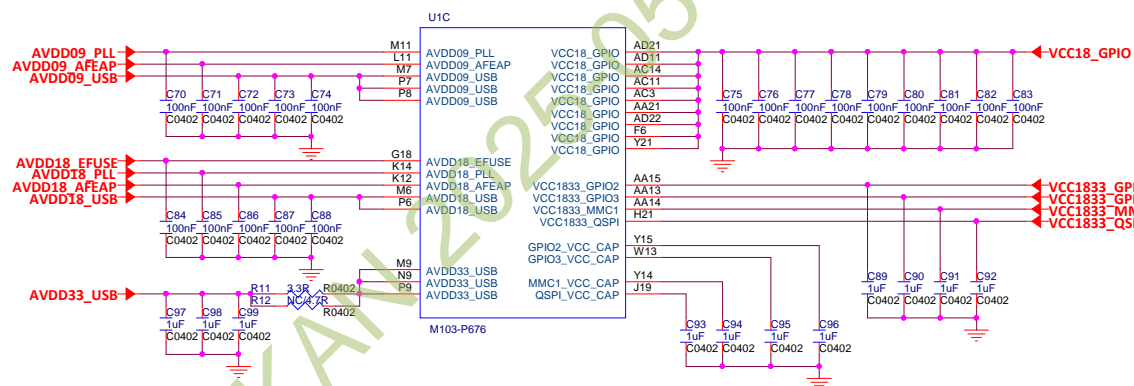 U1C
AVDD09_PLL M11 AVDD09_PLL VCC18_GPIO AD21 VCC18_GPIO
AVDD09_AFEAP L11 AVDD09_AFEAP VCC18_GPIO AD11
AVDD09_USB M7 AVDD09_USB VCC18_GPIO AC14
P7 AVDD09_USB VCC18_GPIO AC11
P8 AVDD09_USB VCC18_GPIO AC3
VCC18_GPIO AA21
VCC18_GPIO AD22
VCC18_GPIO F6
VCC18_GPIO Y21
C70 C71 C72 C73 C74 C75 C76 C77 C78 C79 C80 C81 C82 C83
100nF 100nF 100nF 100nF 100nF 100nF 100nF 100nF 100nF 100nF 100nF 100nF 100nF 100nF
C0402 C0402 C0402 C0402 C0402 C0402 C0402 C0402 C0402 C0402 C0402 C0402 C0402 C0402
AVDD18_EFUSE G18 AVDD18_EFUSE
AVDD18_PLL K14 AVDD18_PLL
AVDD18_AFEAP K12 AVDD18_AFEAP VCC1833_GPIO2 AA15 VCC1833_GPI
AVDD18_USB M6 AVDD18_USB VCC1833_GPIO3 AA13 VCC1833_GPI
P6 AVDD18_USB VCC1833_MMC1 AA14 VCC1833_MM
VCC1833_QSPI H21 VCC1833_QSP
C84 C85 C86 C87 C88
100nF 100nF 100nF 100nF 100nF
C0402 C0402 C0402 C0402 C0402
GPIO2_VCC_CAP Y15
GPIO3_VCC_CAP W13
M9 AVDD33_USB MMC1_VCC_CAP Y14
N9 AVDD33_USB QSPI_VCC_CAP J19
AVDD33_USB P9 AVDD33_USB
C89 C90 C91 C92
1uF 1uF 1uF 1uF
C0402 C0402 C0402 C0402
R11 3.3R R0402
R12 NC/4.7R R0402
C97 C98 C99
1uF 1uF 1uF
C0402 C0402 C0402
M103-P676
C93 C94 C95 C96
1uF 1uF 1uF 1uF
C0402 C0402 C0402 C0402
KAN 2025-05